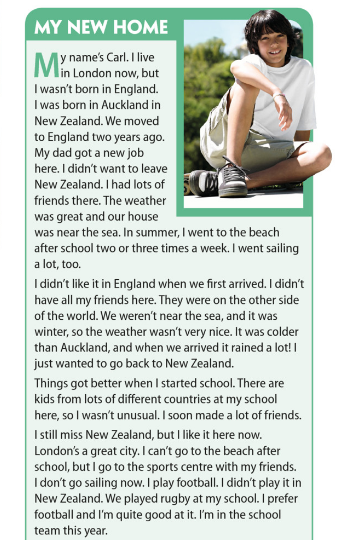 MY NEW HOME
My name's Carl. I live
in London now, but
I wasn't born in England.
I was born in Auckland in
New Zealand. We moved
to England two years ago.
My dad got a new job
here. I didn't want to leave
New Zealand. I had lots of
friends there. The weather
was great and our house
was near the sea. In summer, I went to the beach
after school two or three times a week. I went sailing
a lot, too.
I didn't like it in England when we first arrived. I didn't
have all my friends here. They were on the other side
of the world. We weren't near the sea, and it was
winter, so the weather wasn't very nice. It was colder
than Auckland, and when we arrived it rained a lot! I
just wanted to go back to New Zealand.
Things got better when I started school. There are
kids from lots of different countries at my school
here, so I wasn't unusual. I soon made a lot of friends.
I still miss New Zealand, but I like it here now.
London's a great city. I can't go to the beach after
school, but I go to the sports centre with my friends.
I don't go sailing now. I play football. I didn't play it in
New Zealand. We played rugby at my school. I prefer
football and I'm quite good at it. I'm in the school
team this year.